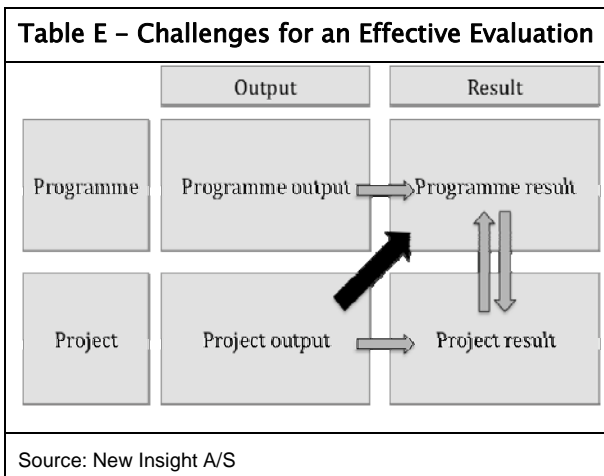 Table E – Challenges for an Effective Evaluation
Output Result
Programme Programme output Programme result
Project Project output Project result
Source: New Insight A/S